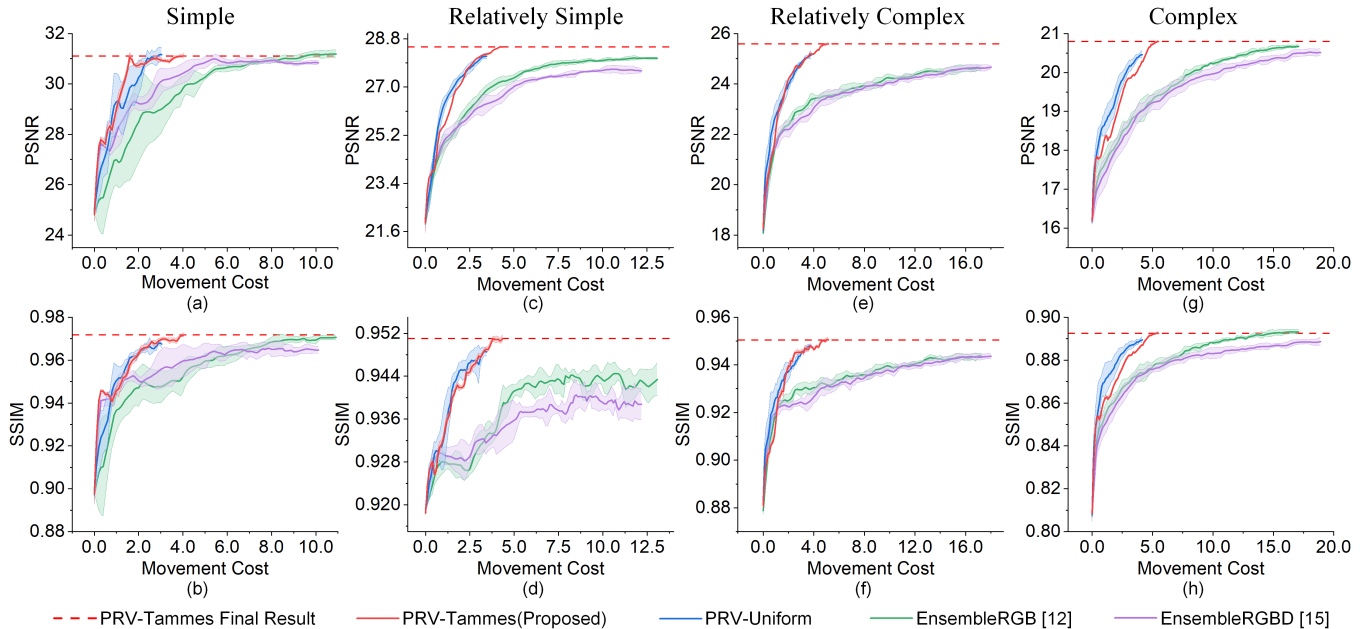 Simple
Relatively Simple
Relatively Complex
Complex
PSNR
32
30
28
26
24
0.0 2.0 4.0 6.0 8.0 10.0
Movement Cost
(a)
PSNR
28.8
27.0
25.2
23.4
21.6
0.0 2.5 5.0 7.5 10.0 12.5
Movement Cost
(c)
PSNR
26
24
22
20
18
0.0 4.0 8.0 12.0 16.0
Movement Cost
(e)
PSNR
21
20
19
18
17
16
0.0 5.0 10.0 15.0 20.0
Movement Cost
(g)
SSIM
0.98
0.96
0.94
0.92
0.90
0.88
0.0 2.0 4.0 6.0 8.0 10.0
Movement Cost
(b)
SSIM
0.952
0.944
0.936
0.928
0.920
0.0 2.5 5.0 7.5 10.0 12.5
Movement Cost
(d)
SSIM
0.96
0.94
0.92
0.90
0.88
0.0 4.0 8.0 12.0 16.0
Movement Cost
(f)
SSIM
0.90
0.88
0.86
0.84
0.82
0.80
0.0 5.0 10.0 15.0 20.0
Movement Cost
(h)
PRV-Tammes Final Result
PRV-Tammes(Proposed)
PRV-Uniform
EnsembleRGB [12]
EnsembleRGBD [15]